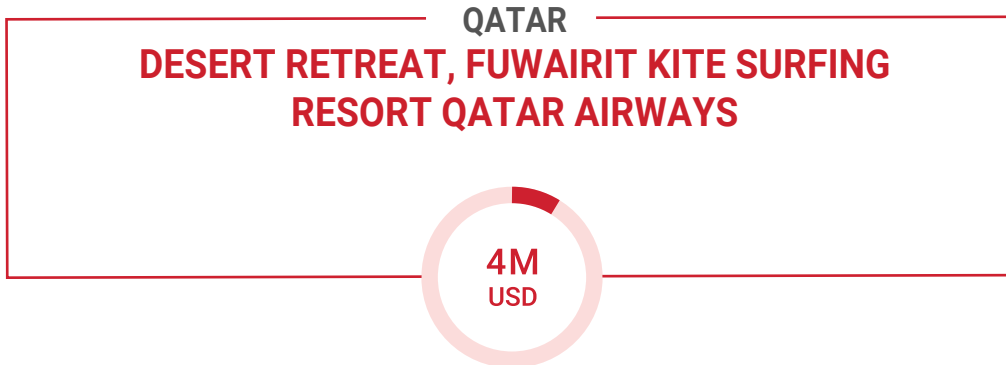 QATAR
DESERT RETREAT, FUWAIRIT KITE SURFING
RESORT QATAR AIRWAYS
4M
USD